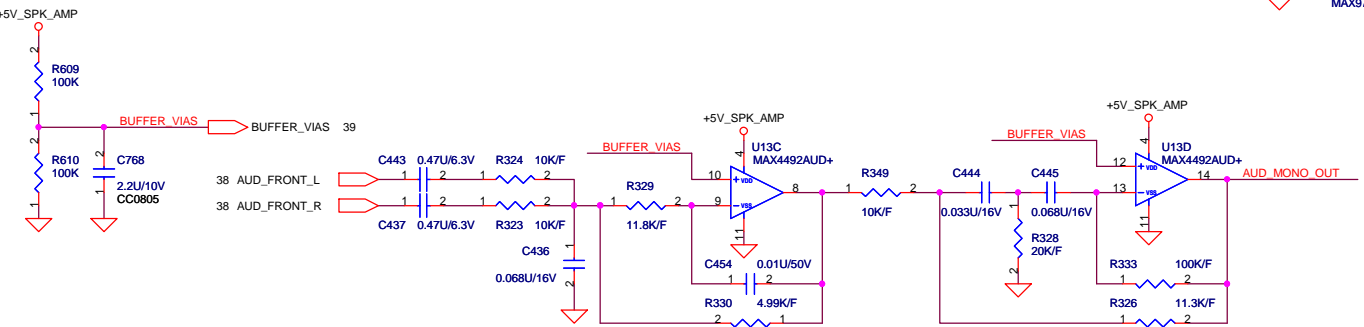 MAX97
+5V_SPK_AMP
2
R609
100K
1
BUFFER_VIAS
BUFFER_VIAS 39
2
R610
100K
1
2
C768
2.2U/10V
1
CC0805
38 AUD_FRONT_L
38 AUD_FRONT_R
C443 0.47U/6.3V
1 2
R324 10K/F
1 2
1 2
C437 0.47U/6.3V
1 2
R323 10K/F
C436
1
0.068U/16V
2
BUFFER_VIAS
R329
1 2
11.8K/F
+5V_SPK_AMP
4
U13C
MAX4492AUD+
10
+ VDD
8
9
- VSS
11
C454 0.01U/50V
1 2
R330 4.99K/F
2 1
R349
1 2
10K/F
C444
1 2
0.033U/16V
C445
1 2
0.068U/16V
1
R328
20K/F
2
BUFFER_VIAS
+5V_SPK_AMP
4
U13D
MAX4492AUD+
12
+ VDD
14
13
- VSS
11
AUD_MONO_OUT
R333 100K/F
1 2
R326 11.3K/F
1 2